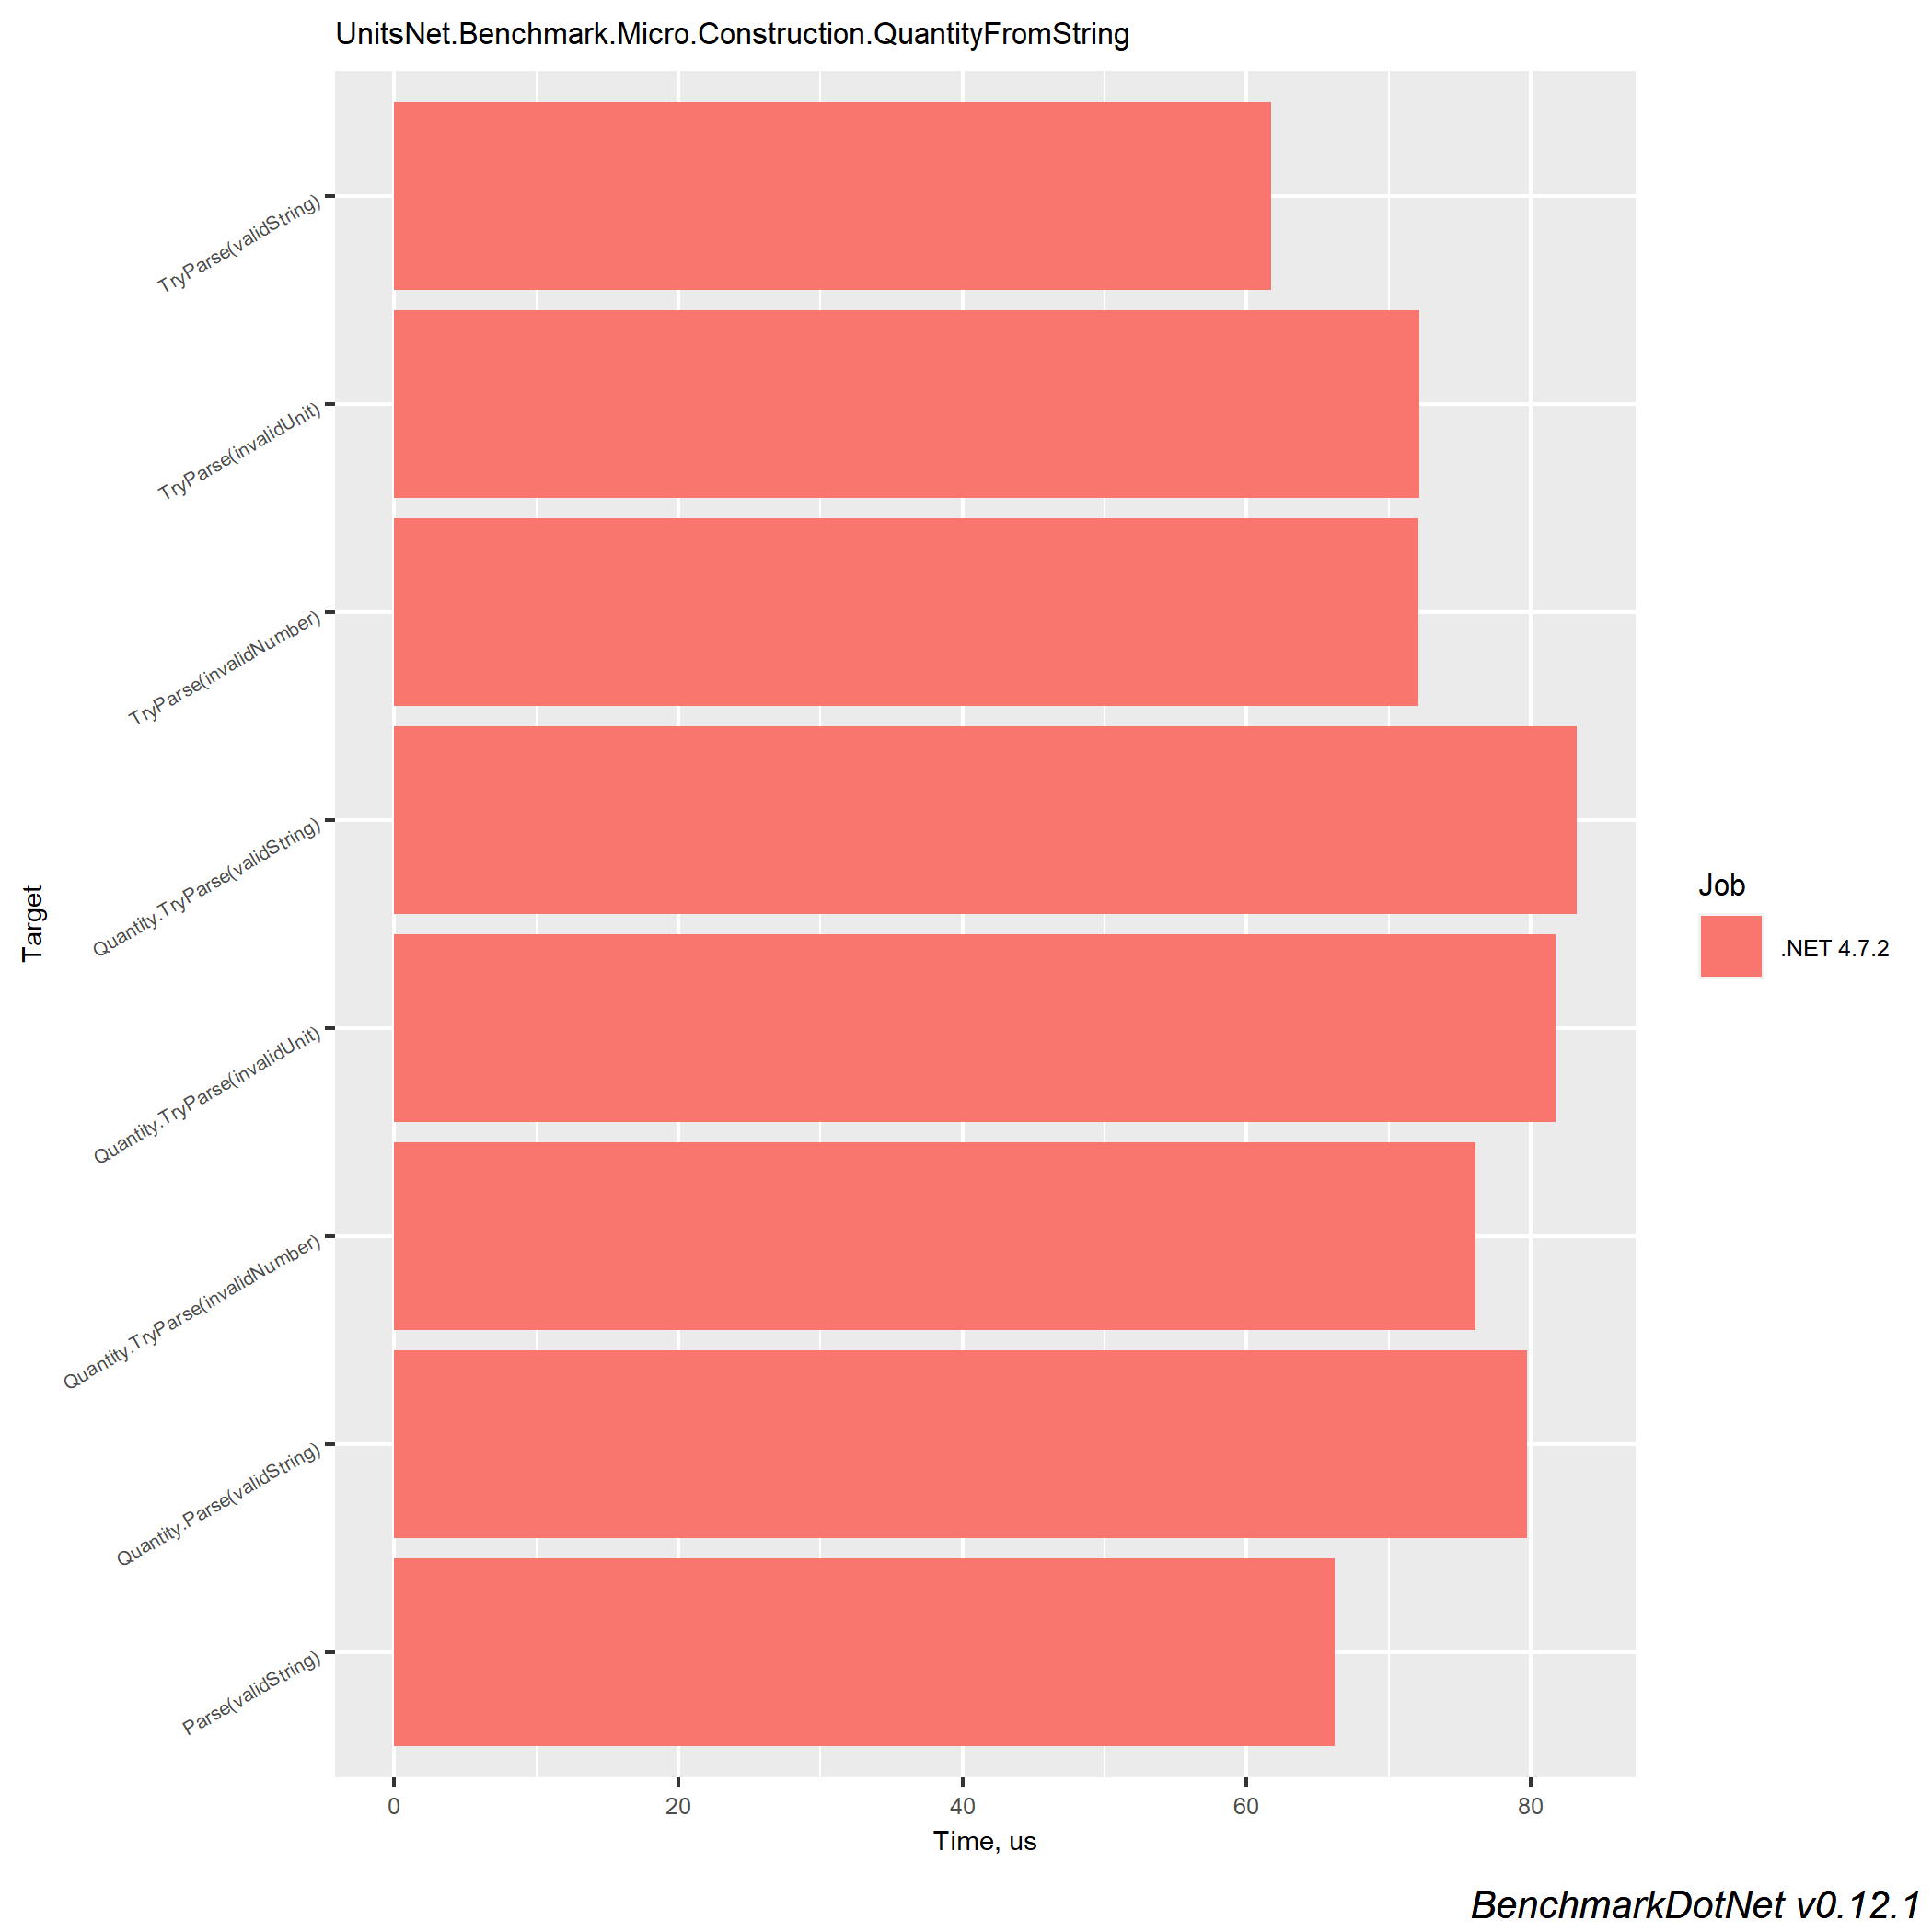 UnitsNet.Benchmark.Micro.Construction.QuantityFromString
TryParse(validString)
TryParse(invalidUnit)
TryParse(invalidNumber)
Quantity.TryParse(validString)
Quantity.TryParse(invalidUnit)
Quantity.TryParse(invalidNumber)
Quantity.Parse(validString)
Parse(validString)
Target
0 20 40 60 80
Time, us
Job
.NET 4.7.2
BenchmarkDotNet v0.12.1